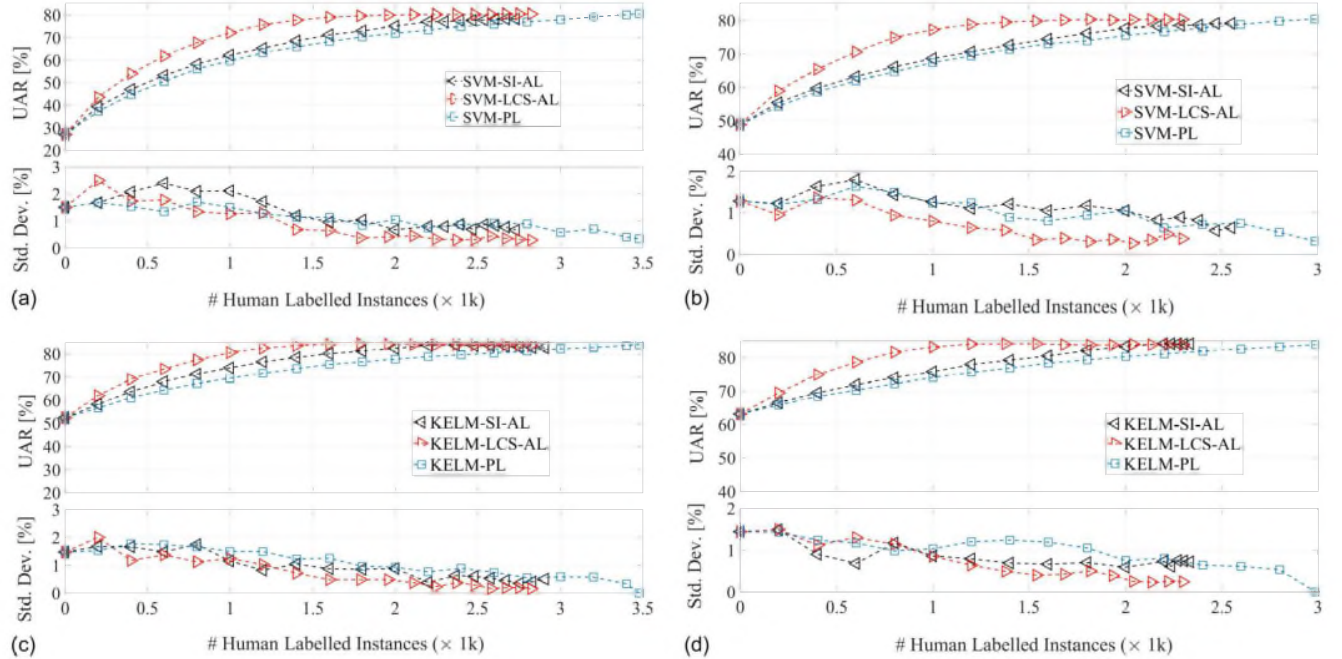 80
70
60
50
40
30
20
UAR [%]
SVM-SI-AL
SVM-LCS-AL
SVM-PL
3
2
1
0
Std. Dev. [%]
0 0.5 1 1.5 2 2.5 3 3.5
(a) # Human Labelled Instances (× 1k)
80
70
60
50
40
UAR [%]
SVM-SI-AL
SVM-LCS-AL
SVM-PL
2
1
0
Std. Dev. [%]
0 0.5 1 1.5 2 2.5 3
(b) # Human Labelled Instances (× 1k)
80
70
60
50
40
30
20
UAR [%]
KELM-SI-AL
KELM-LCS-AL
KELM-PL
3
2
1
0
Std. Dev. [%]
0 0.5 1 1.5 2 2.5 3 3.5
(c) # Human Labelled Instances (× 1k)
80
70
60
50
40
UAR [%]
KELM-SI-AL
KELM-LCS-AL
KELM-PL
2
1
0
Std. Dev. [%]
0 0.5 1 1.5 2 2.5 3
(d) # Human Labelled Instances (× 1k)